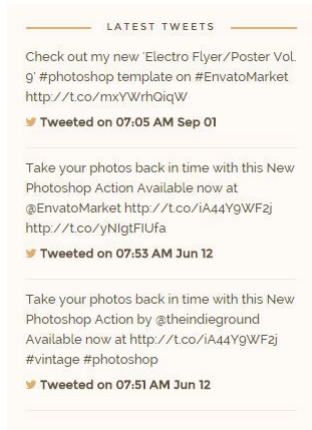 LATEST TWEETS
Check out my new 'Electro Flyer/Poster Vol.
9' #photoshop template on #EnvatoMarket
http://t.co/mxYWrhQiqW
Tweeted on 07:05 AM Sep 01
Take your photos back in time with this New
Photoshop Action Available now at
@EnvatoMarket http://t.co/iA44Y9WF2j
http://t.co/yNIgtFIUfa
Tweeted on 07:53 AM Jun 12
Take your photos back in time with this New
Photoshop Action by @theindieground
Available now at http://t.co/iA44Y9WF2j
#vintage #photoshop
Tweeted on 07:51 AM Jun 12